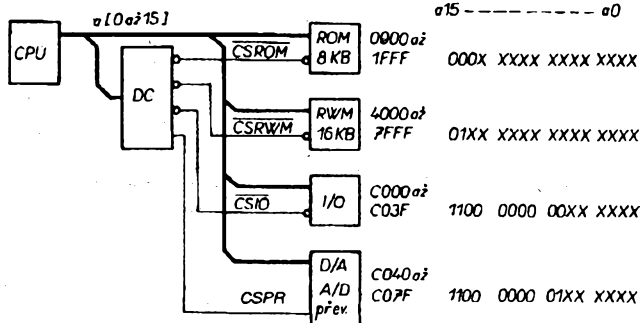 a [0 až 15]
a15 - - - - - - - - - - a0
CPU
DC
CSROM
ROM
8 KB
0000 až
1FFF
000X XXXX XXXX XXXX
CSRWM
RWM
16 KB
4000 až
7FFF
01XX XXXX XXXX XXXX
CSIO
I/O
C000 až
C03F
1100 0000 00XX XXXX
CSPR
D/A
A/D
přev.
C040 až
C07F
1100 0000 01XX XXXX